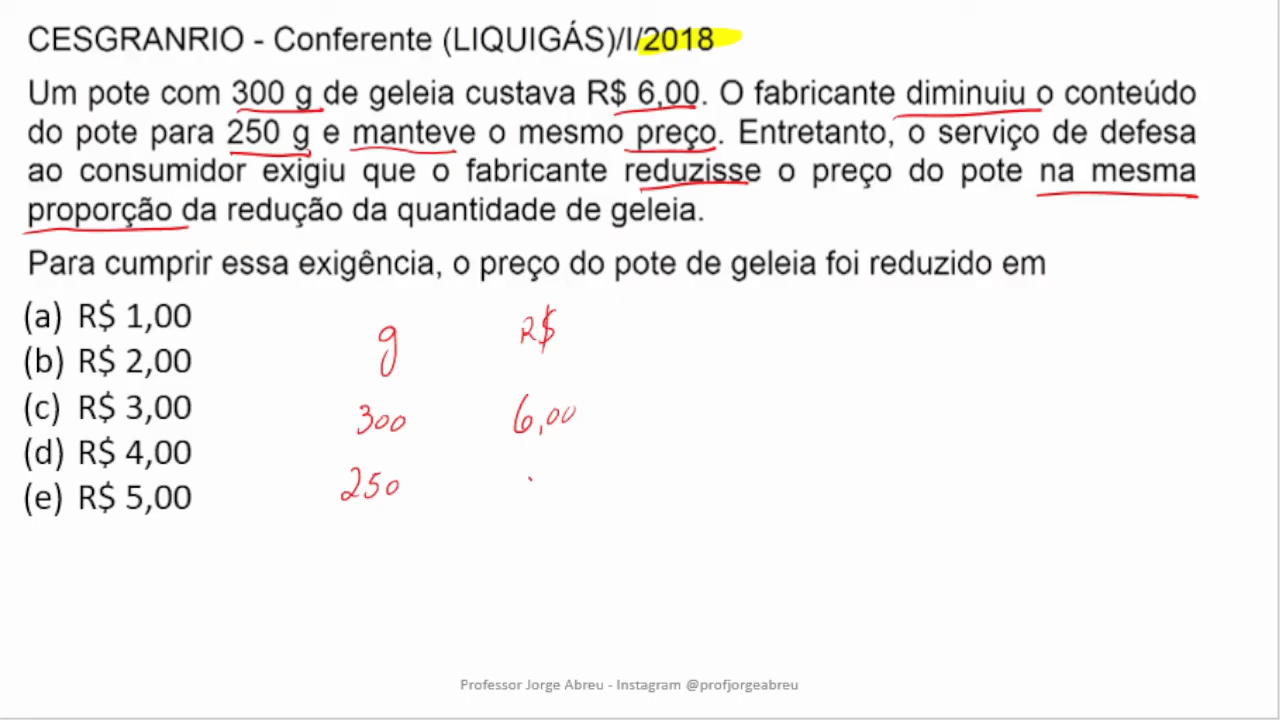 CESGRANRIO - Conferente (LIQUIGÁS)/I/2018
Um pote com 300 g de geleia custava R$ 6,00. O fabricante diminuiu o conteúdo
do pote para 250 g e manteve o mesmo preço. Entretanto, o serviço de defesa
ao consumidor exigiu que o fabricante reduzisse o preço do pote na mesma
proporção da redução da quantidade de geleia.
Para cumprir essa exigência, o preço do pote de geleia foi reduzido em
(a) R$ 1,00
(b) R$ 2,00
(c) R$ 3,00
(d) R$ 4,00
(e) R$ 5,00
g R$
300 6,00
250
Professor Jorge Abreu - Instagram @profjorgeabreu